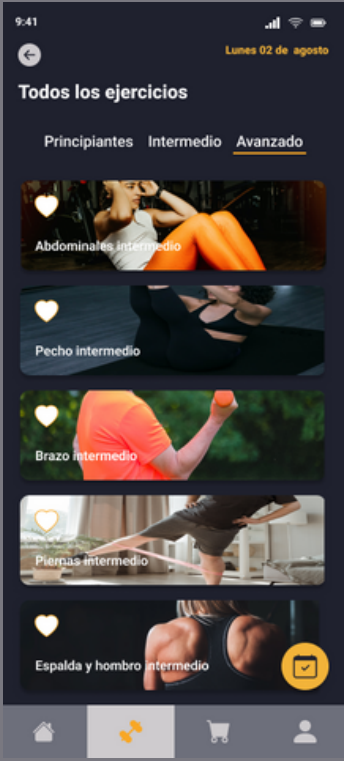 9:41
Lunes 02 de agosto
Todos los ejercicios
Principiantes Intermedio Avanzado
Abdominales intermedio
Pecho intermedio
Brazo intermedio
Piernas intermedio
Espalda y hombro intermedio